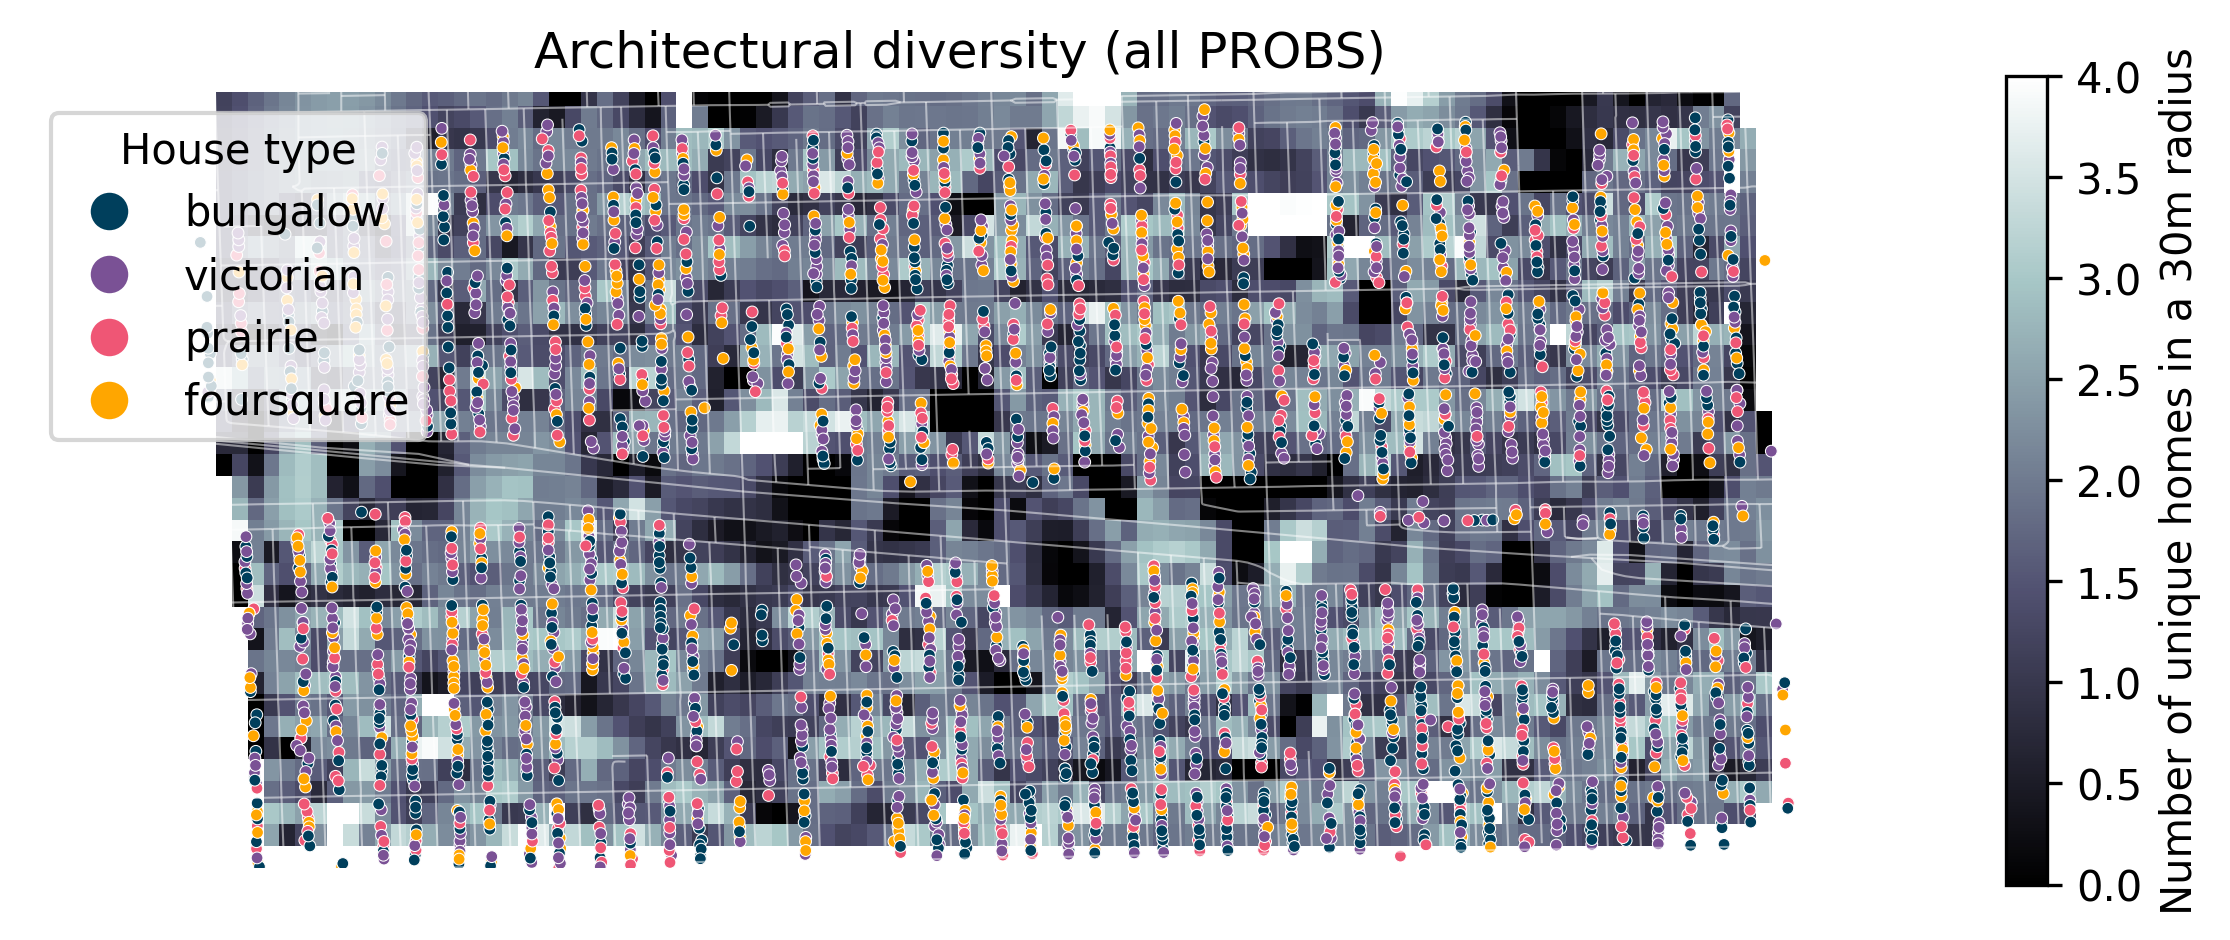 Architectural diversity (all PROBS)
House type
bungalow
victorian
prairie
foursquare
4.0
3.5
3.0
2.5
2.0
1.5
1.0
0.5
0.0
Number of unique homes in a 30m radius